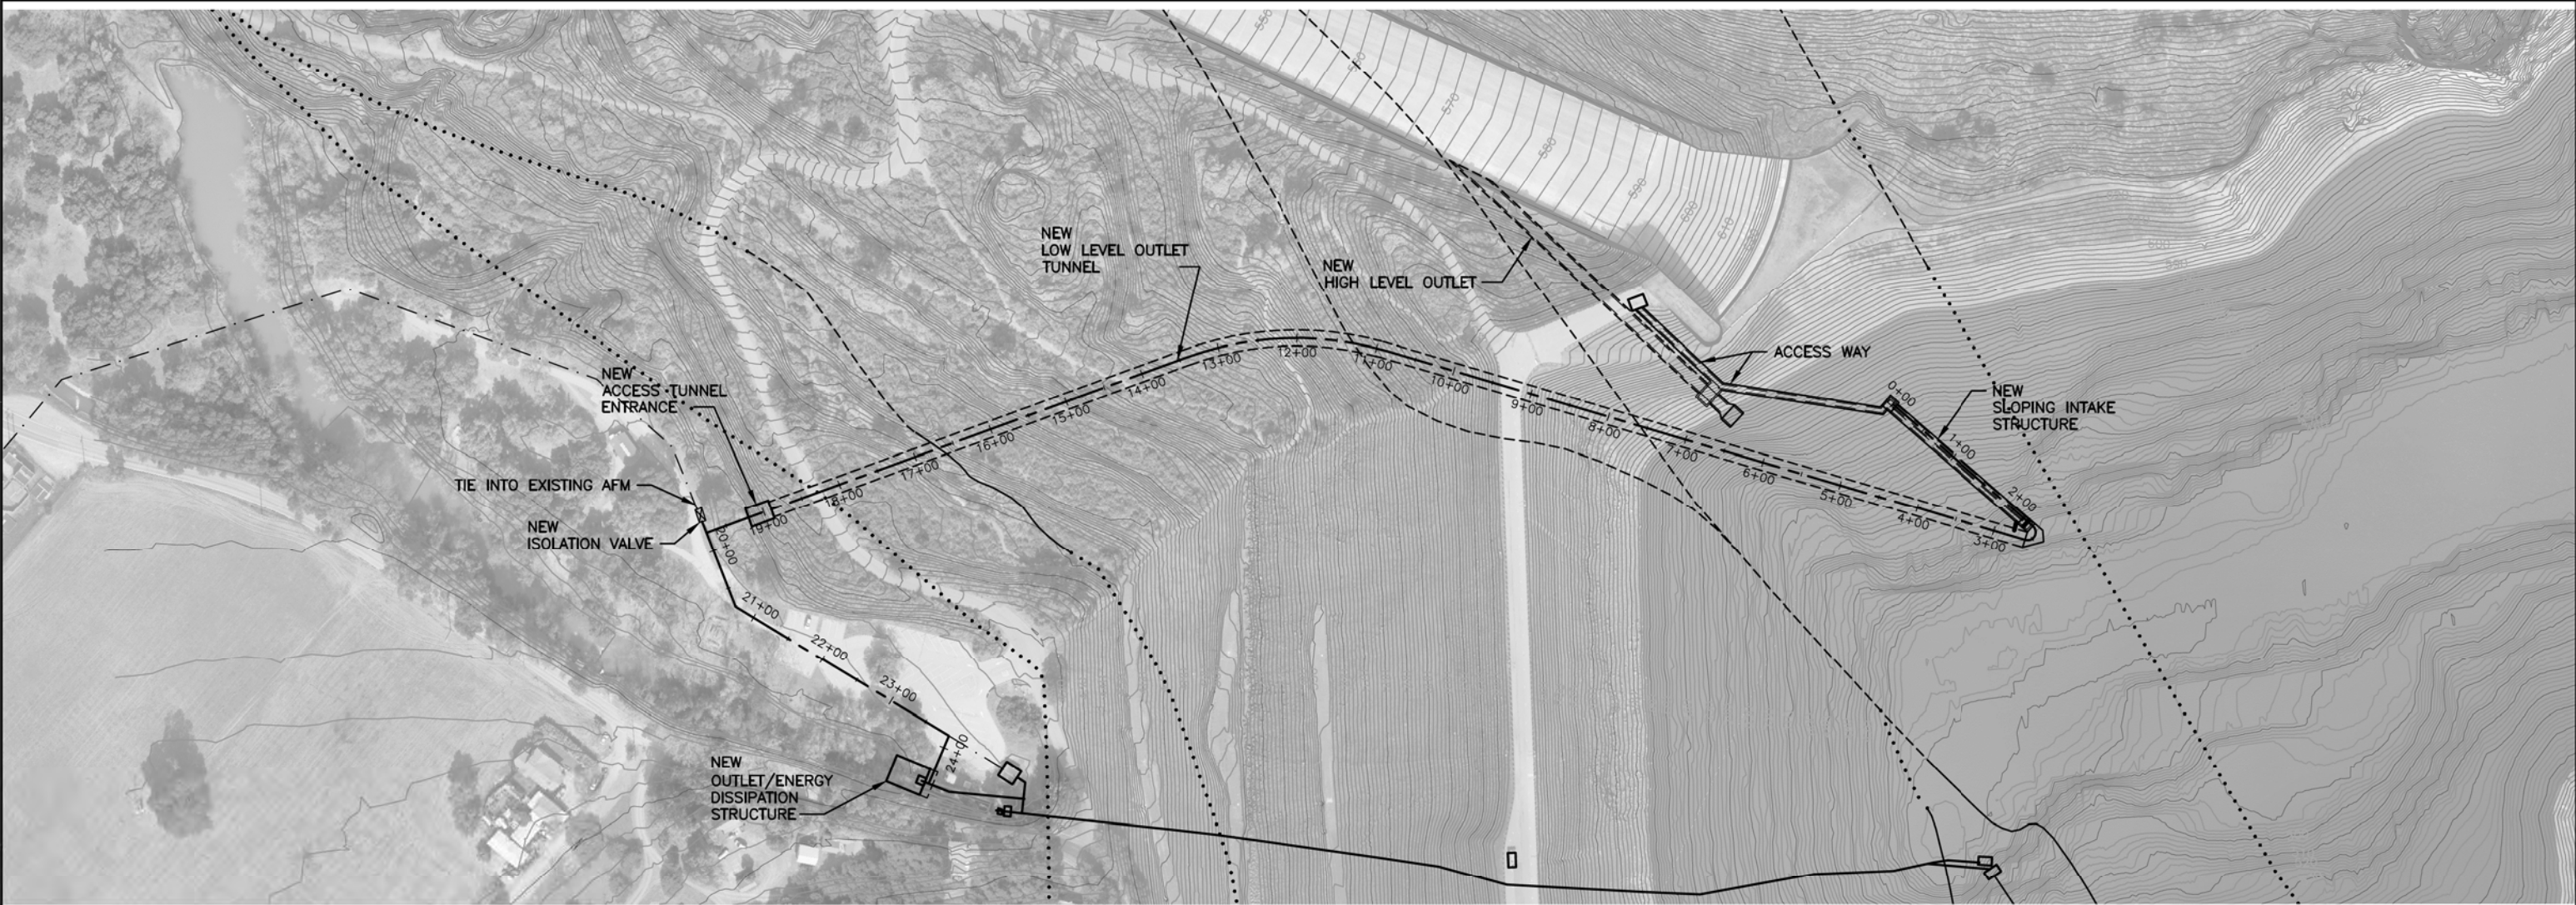 550
560
570
580
590
600
610
NEW
LOW LEVEL OUTLET
TUNNEL
NEW
HIGH LEVEL OUTLET
ACCESS WAY
NEW
SLOPING INTAKE
STRUCTURE
NEW
ACCESS TUNNEL
ENTRANCE
TIE INTO EXISTING AFM
NEW
ISOLATION VALVE
NEW
OUTLET/ENERGY
DISSIPATION
STRUCTURE
0+00
1+00
2+00
3+00
4+00
5+00
6+00
7+00
8+00
9+00
10+00
11+00
12+00
13+00
14+00
15+00
16+00
17+00
18+00
19+00
20+00
21+00
22+00
23+00
24+00